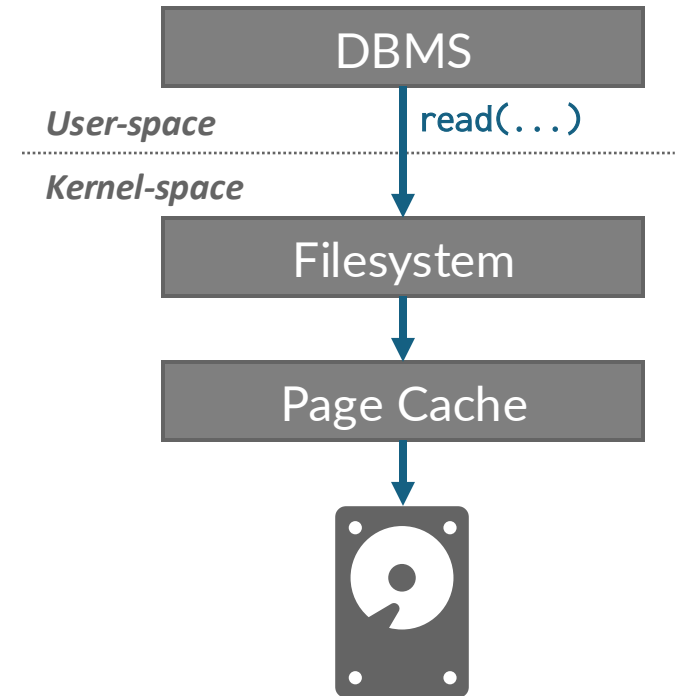 DBMS
User-space
read(...)
Kernel-space
Filesystem
Page Cache